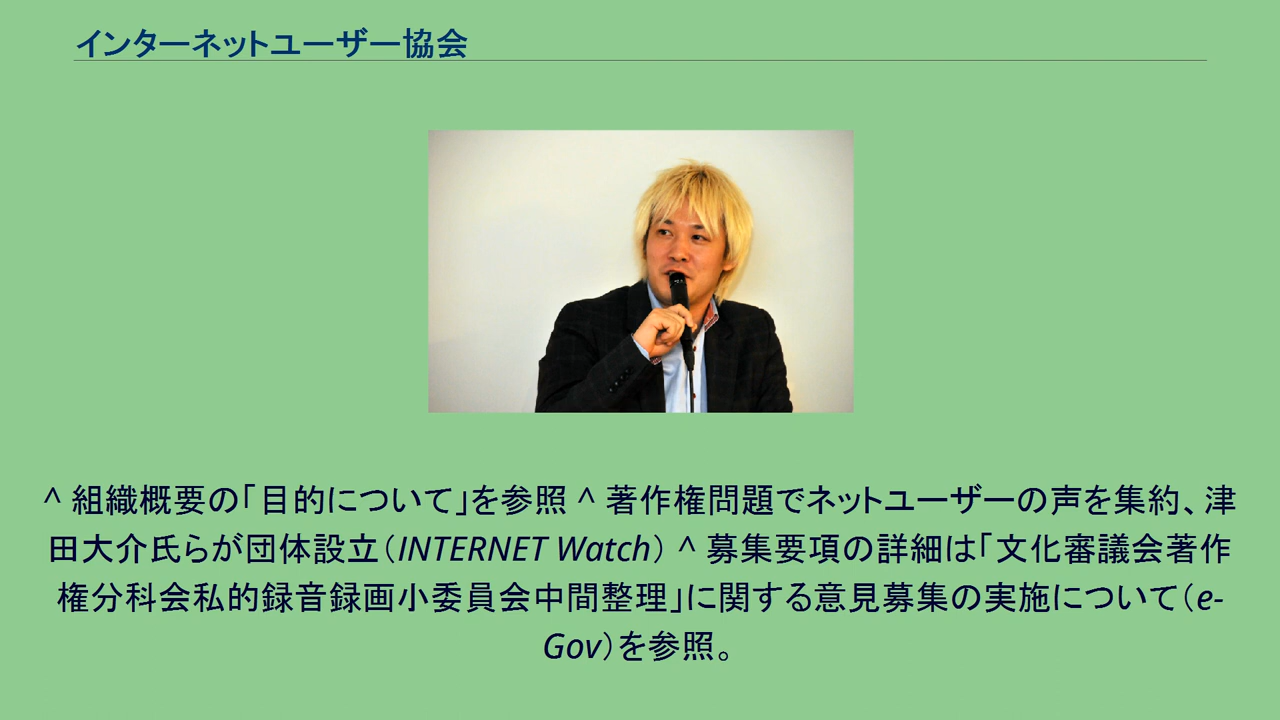 インターネットユーザー協会
^ 組織概要の「目的について」を参照 ^ 著作権問題でネットユーザーの声を集約、津
田大介氏らが団体設立（INTERNET Watch） ^ 募集要項の詳細は「文化審議会著作
権分科会私的録音録画小委員会中間整理」に関する意見募集の実施について（e-
Gov）を参照。